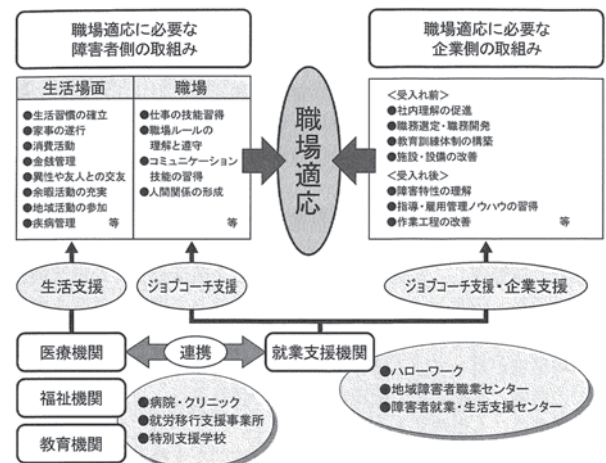 職場適応に必要な
障害者側の取組み
職場適応に必要な
企業側の取組み
生活場面
●生活習慣の確立
●家事の遂行
●消費活動
●金銭管理
●異性や友人との交友
●余暇活動の充実
●地域活動の参加
●疾病管理 等
職場
●仕事の技能習得
●職場ルールの
理解と遵守
●コミュニケーション
技能の習得
●人間関係の形成
等
職場適応
<受入れ前>
●社内理解の促進
●職務選定・職務開発
●教育訓練体制の構築
●施設・設備の改善
<受入れ後>
●障害特性の理解
●指導・雇用管理ノウハウの習得
●作業工程の改善 等
生活支援
ジョブコーチ支援
ジョブコーチ支援・企業支援
医療機関
連携
就業支援機関
福祉機関
教育機関
●病院・クリニック
●就労移行支援事業所
●特別支援学校
●ハローワーク
●地域障害者職業センター
●障害者就業・生活支援センター